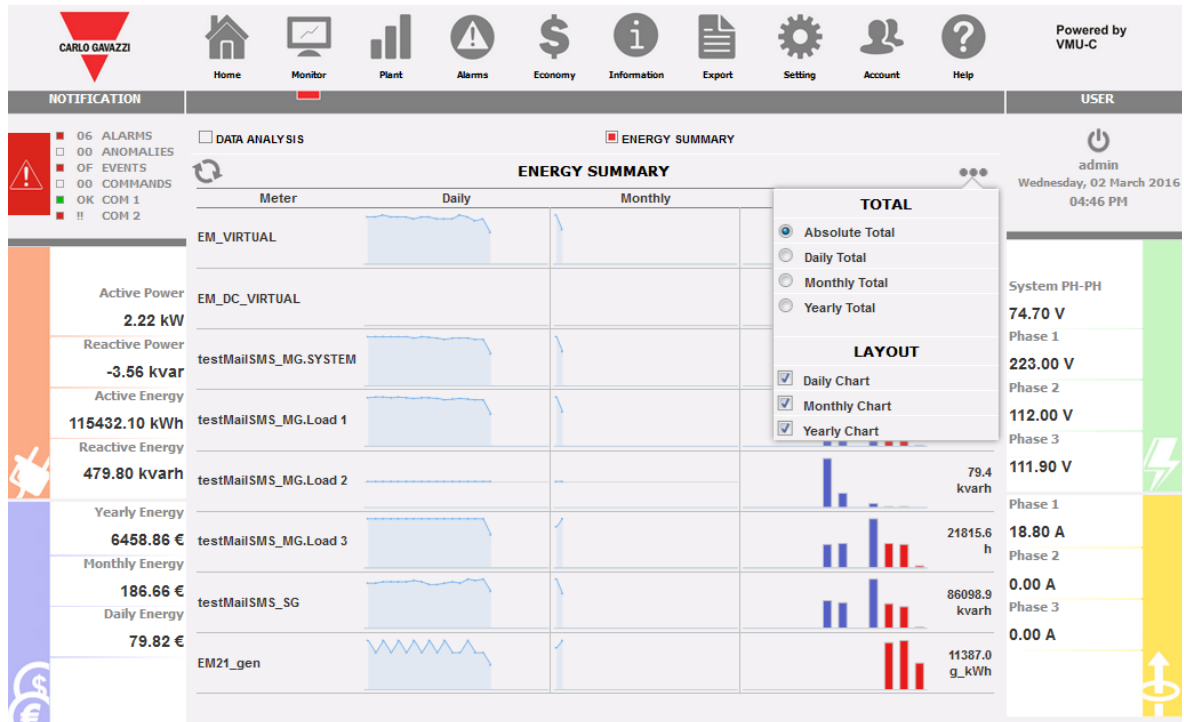 CARLO GAVAZZI
Home
Monitor
Plant
Alarms
Economy
Information
Export
Setting
Account
Help
Powered by
VMU-C
NOTIFICATION
USER
06 ALARMS
00 ANOMALIES
OF EVENTS
00 COMMANDS
OK COM 1
!! COM 2
DATA ANALYSIS
ENERGY SUMMARY
ENERGY SUMMARY
admin
Wednesday, 02 March 2016
04:46 PM
Meter
Daily
Monthly
TOTAL
Absolute Total
Daily Total
Monthly Total
Yearly Total
LAYOUT
Daily Chart
Monthly Chart
Yearly Chart
EM_VIRTUAL
EM_DC_VIRTUAL
testMailSMS_MG.SYSTEM
testMailSMS_MG.Load 1
testMailSMS_MG.Load 2
79.4
kvarh
testMailSMS_MG.Load 3
21815.6
h
testMailSMS_SG
86098.9
kvarh
EM21_gen
11387.0
g_kWh
Active Power
2.22 kW
Reactive Power
-3.56 kvar
Active Energy
115432.10 kWh
Reactive Energy
479.80 kvarh
Yearly Energy
6458.86 €
Monthly Energy
186.66 €
Daily Energy
79.82 €
System PH-PH
74.70 V
Phase 1
223.00 V
Phase 2
112.00 V
Phase 3
111.90 V
Phase 1
18.80 A
Phase 2
0.00 A
Phase 3
0.00 A
$
€